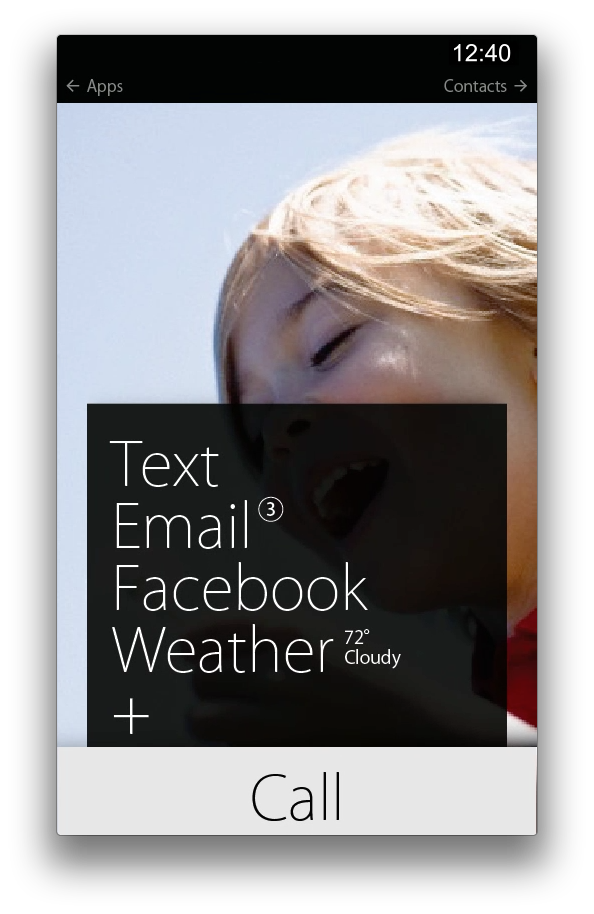 12:40
← Apps
Contacts →
Text
Email ③
Facebook
Weather 72°
Cloudy
+
Call